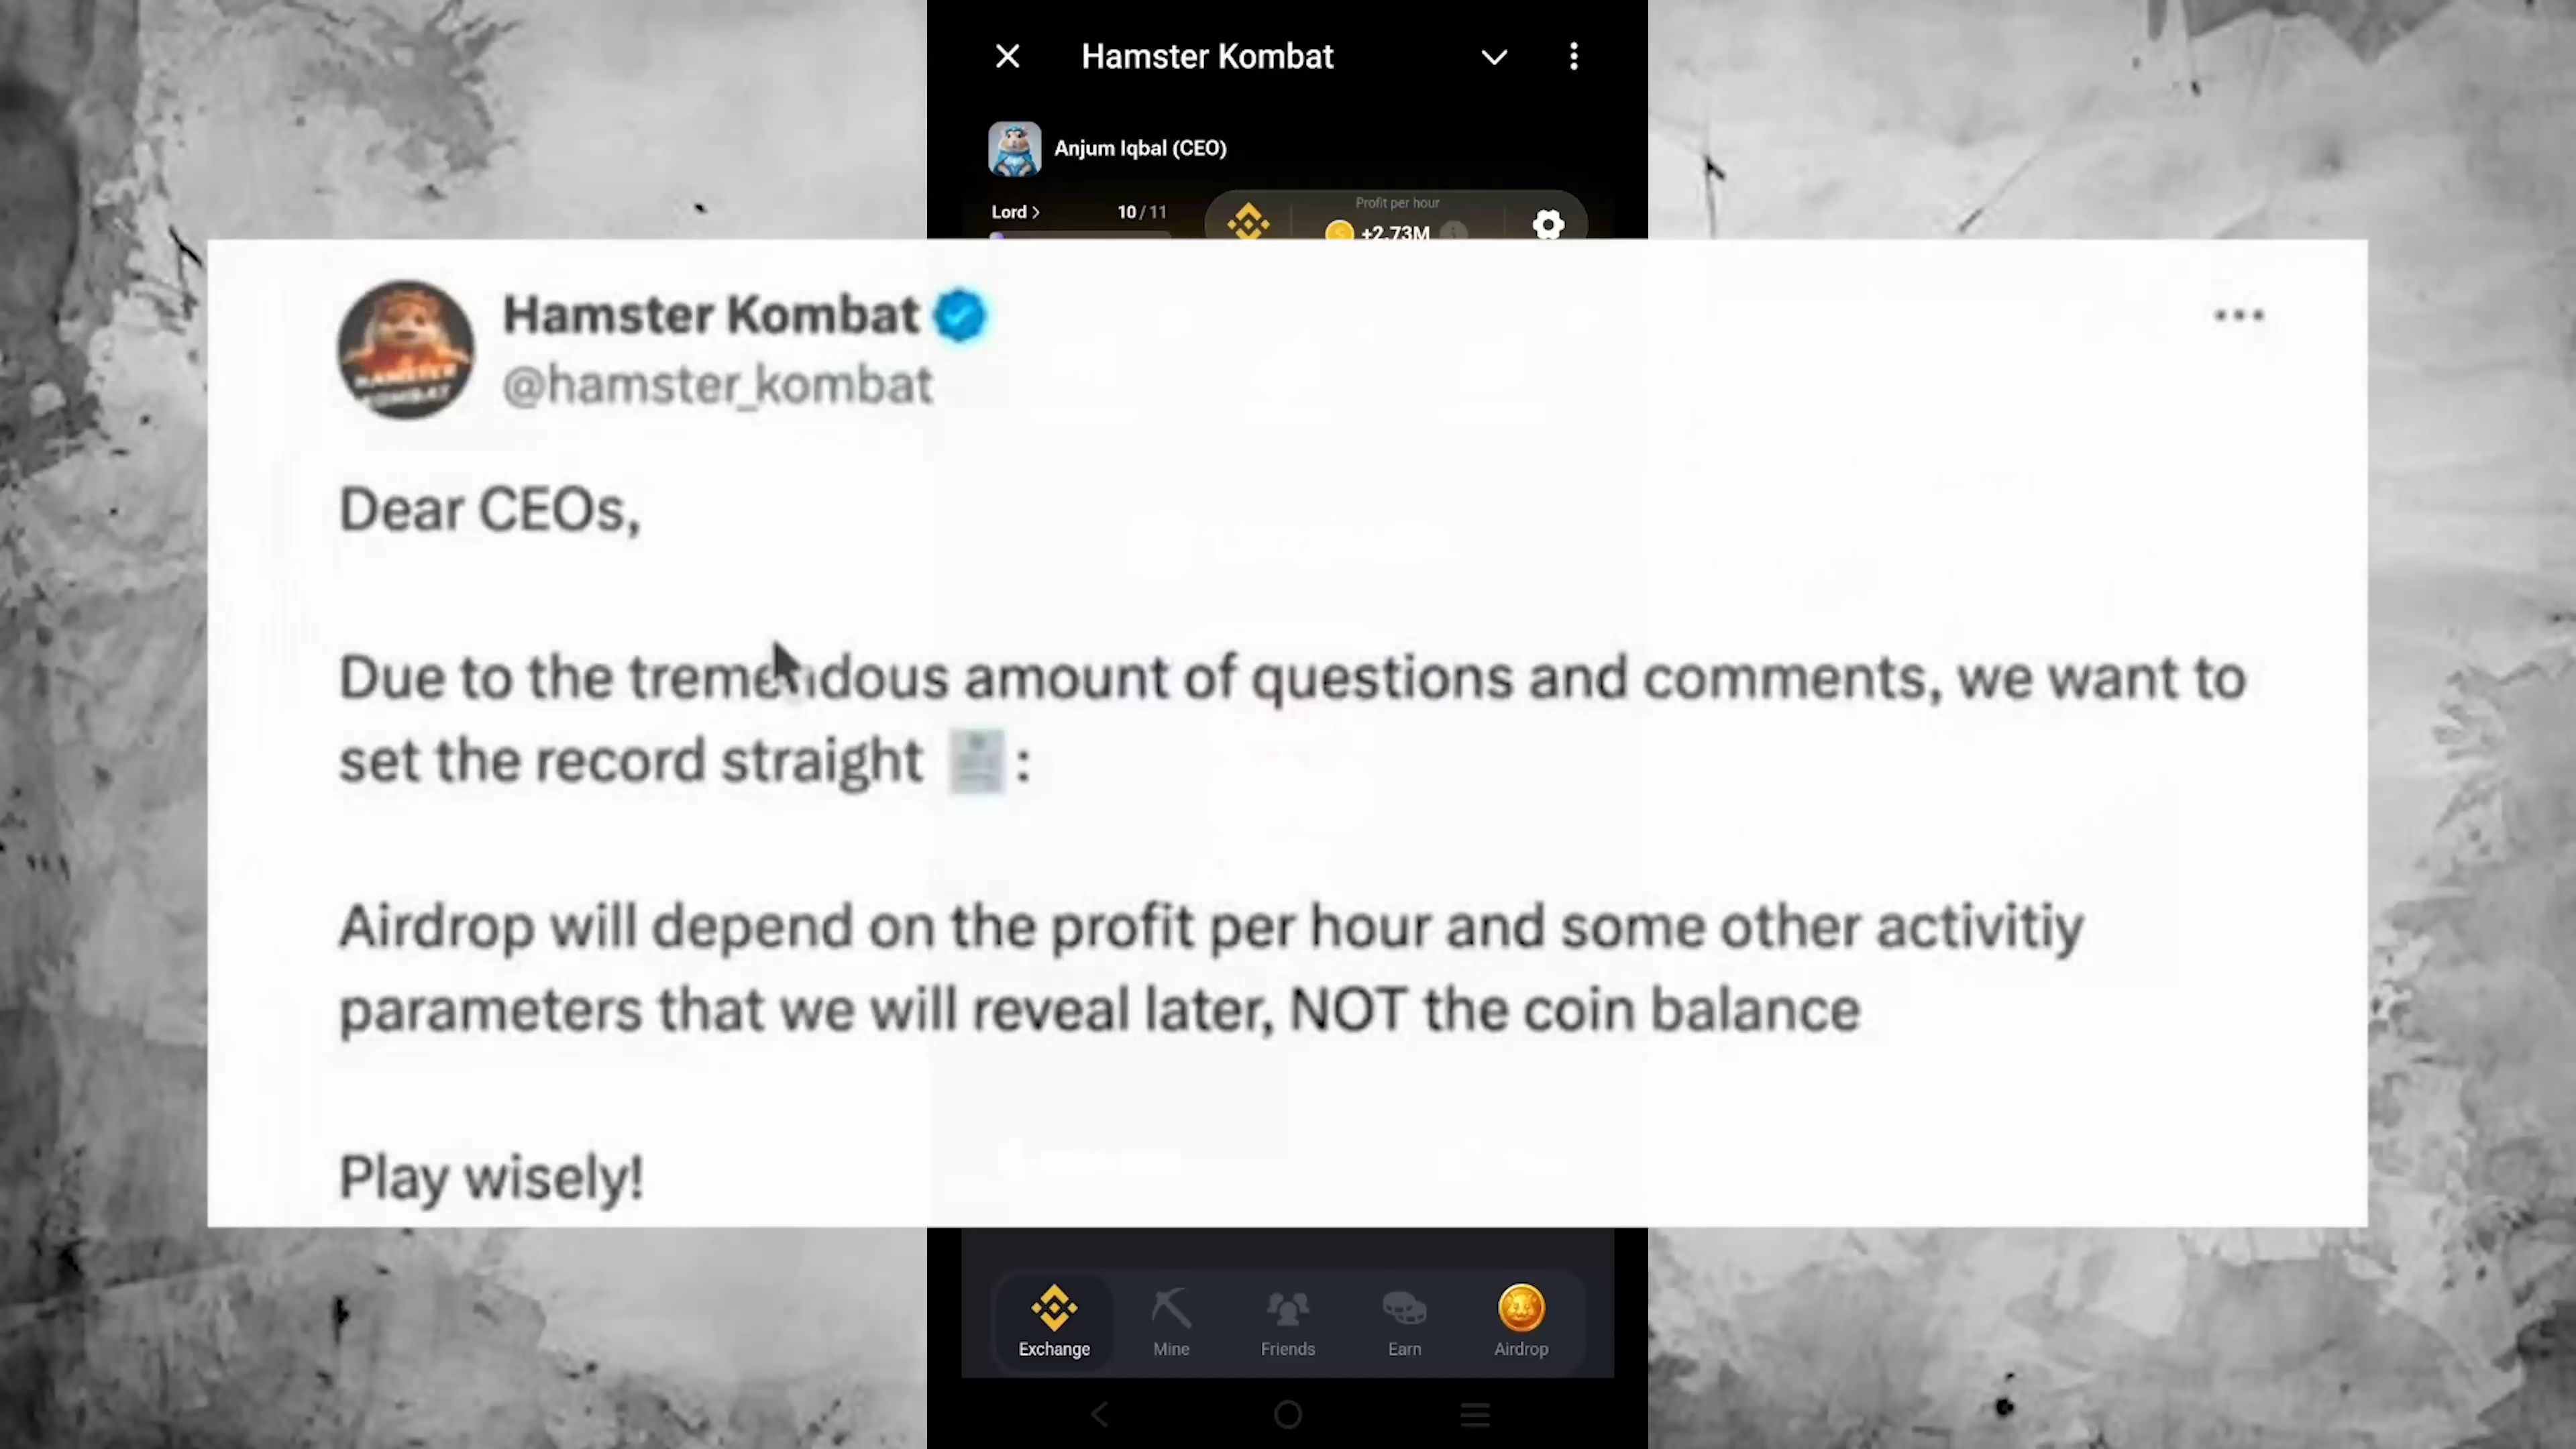 Hamster Kombat
Anjum Iqbal (CEO)
Lord > 10/11
Profit per hour
+2.73M
Hamster Kombat
@hamster_kombat
Dear CEOs,
Due to the tremendous amount of questions and comments, we want to
set the record straight :
Airdrop will depend on the profit per hour and some other activitiy
parameters that we will reveal later, NOT the coin balance
Play wisely!
Exchange Mine Friends Earn Airdrop